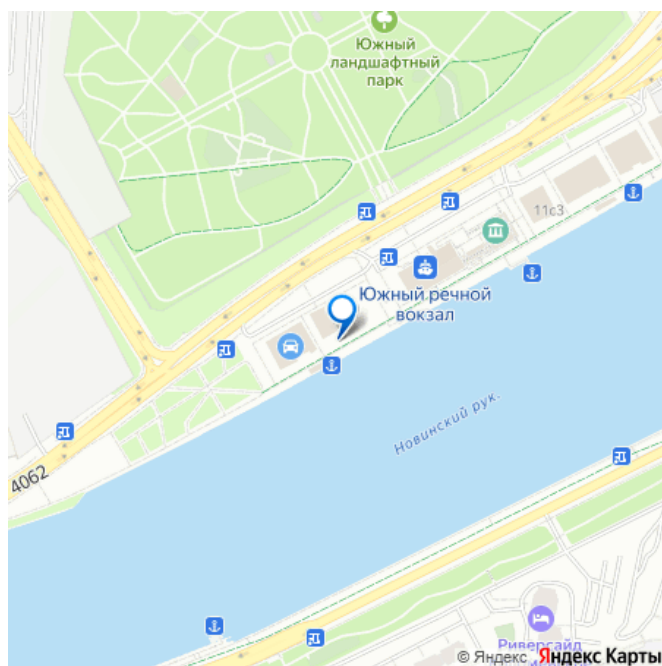 Южный
ландшафтный
парк
11с3
Южный речной
вокзал
Новинский рук.
4062
Риверсайд
© Яндекс Яндекс Карты